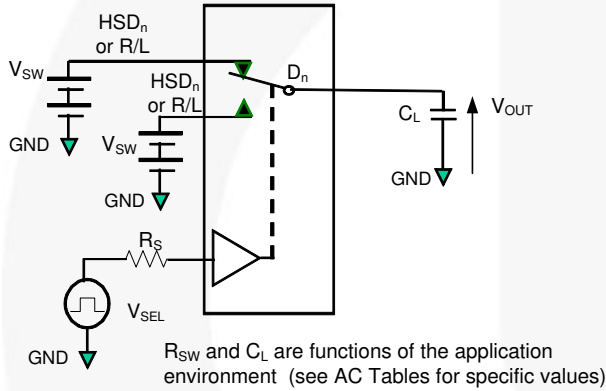 HSDn
or R/L
VSW
HSDn
or R/L
Dn
CL
VOUT
GND
VSW
GND
GND
RS
VSEL
GND
RSW and CL are functions of the application
environment (see AC Tables for specific values)